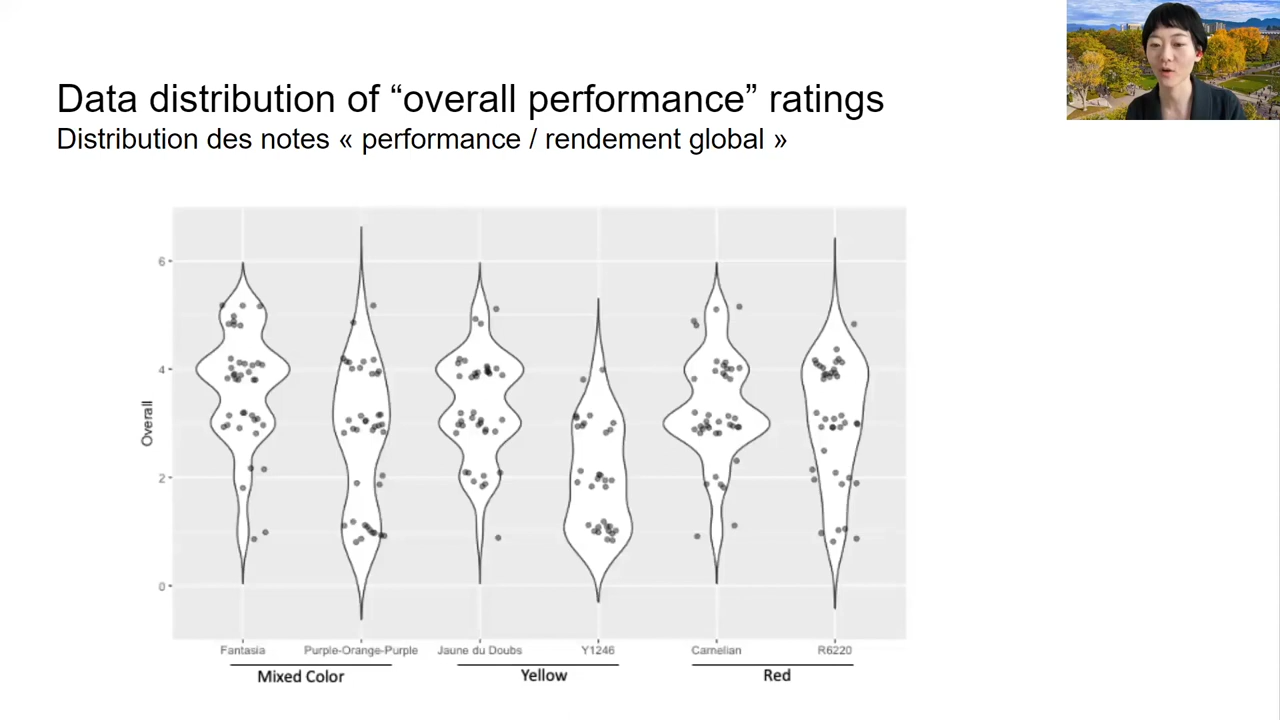 Data distribution of “overall performance” ratings
Distribution des notes « performance / rendement global »
6
4
2
0
Overall
Fantasia Purple-Orange-Purple Jaune du Doubs Y1246 Carnelian R6220
Mixed Color Yellow Red